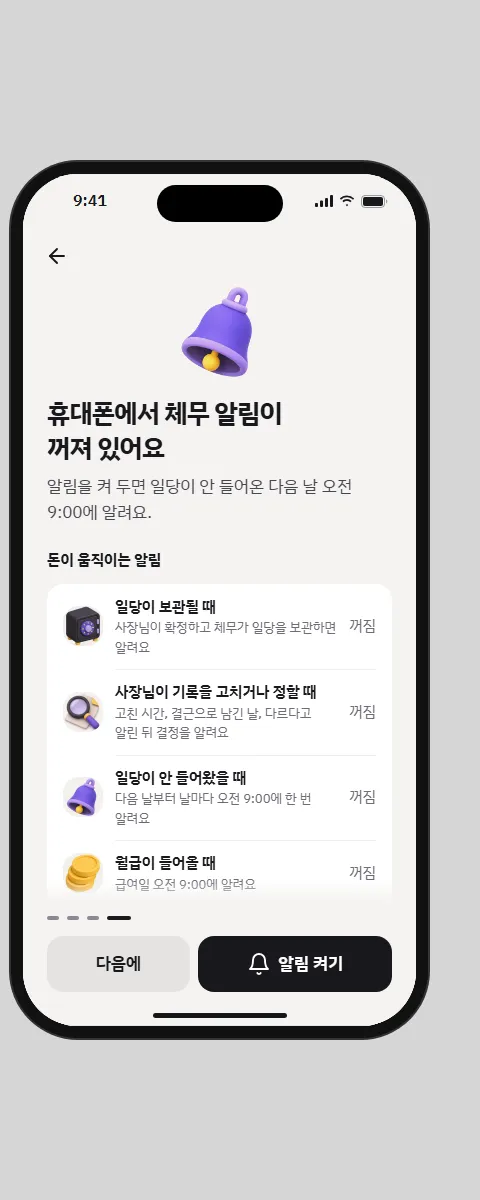 9:41
휴대폰에서 체무 알림이
꺼져 있어요
알림을 켜 두면 일당이 안 들어온 다음 날 오전
9:00에 알려요.
돈이 움직이는 알림
일당이 보관될 때
사장님이 확정하고 체무가 일당을 보관하면
알려요
꺼짐
사장님이 기록을 고치거나 정할 때
고친 시간, 결근으로 남긴 날, 다르다고
알린 뒤 결정을 알려요
꺼짐
일당이 안 들어왔을 때
다음 날부터 날마다 오전 9:00에 한 번
알려요
꺼짐
월급이 들어올 때
급여일 오전 9:00에 알려요
꺼짐
다음에
알림 켜기